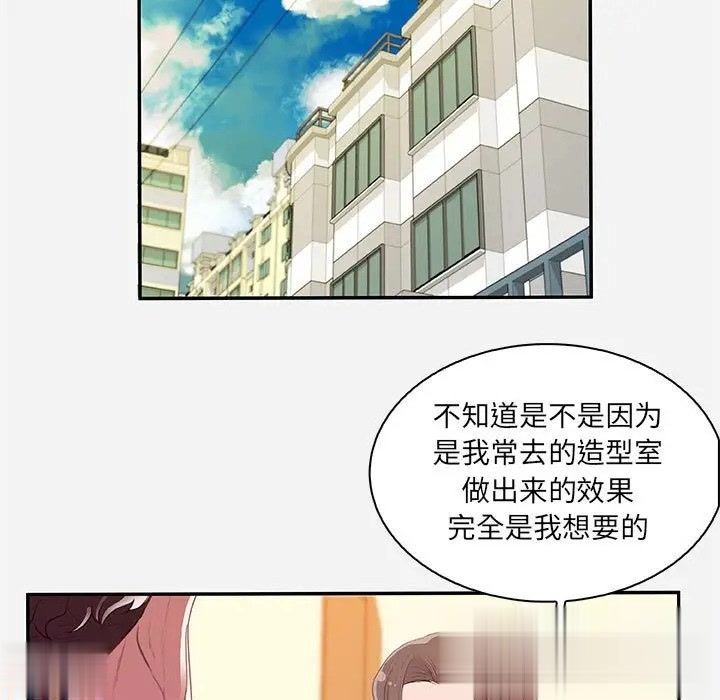 不知道是不是因为
是我常去的造型室
做出来的效果
完全是我想要的